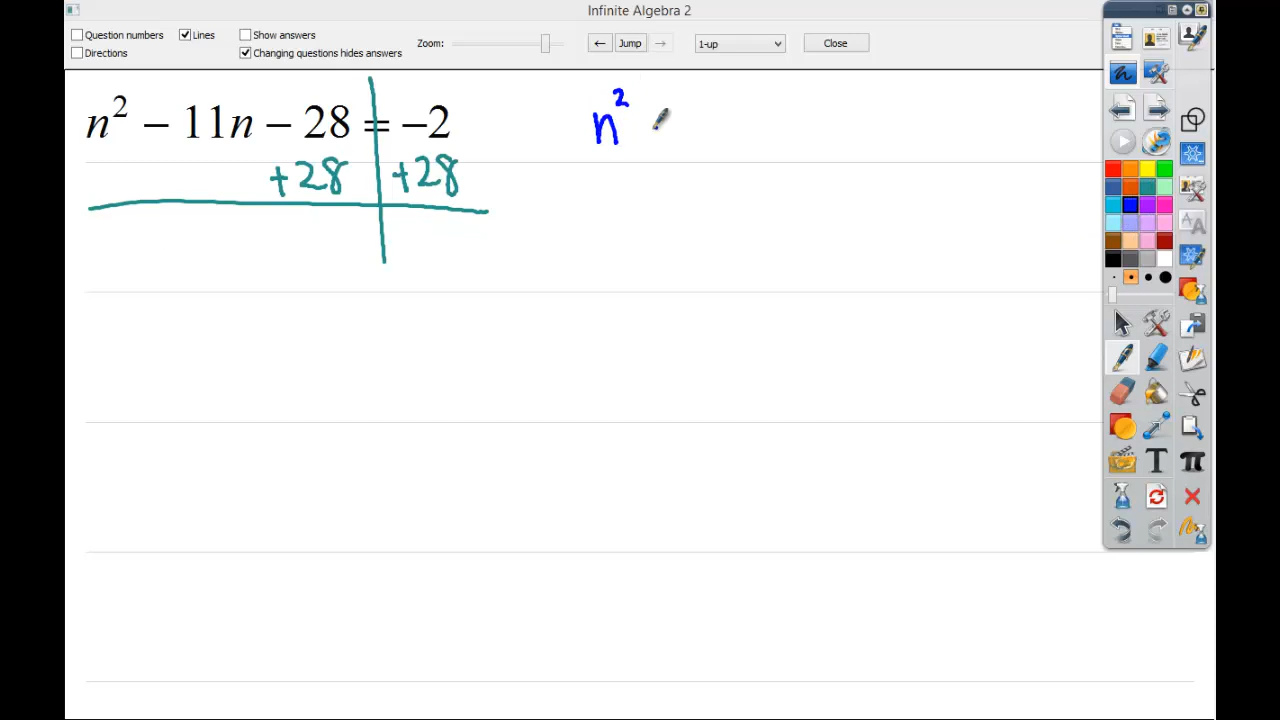 Infinite Algebra 2
Question numbers Lines Show answers
Directions Changing questions hides answers
Zoom: Jump 1-up Close
n² − 11n − 28 = −2
+28 +28
n²